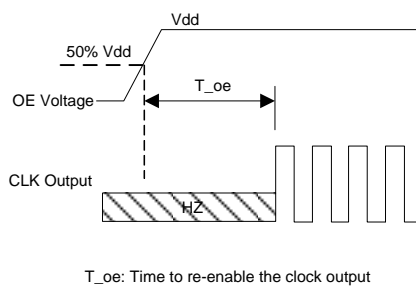 Vdd
50% Vdd
T_oe
OE Voltage
CLK Output
HZ
T_oe: Time to re-enable the clock output